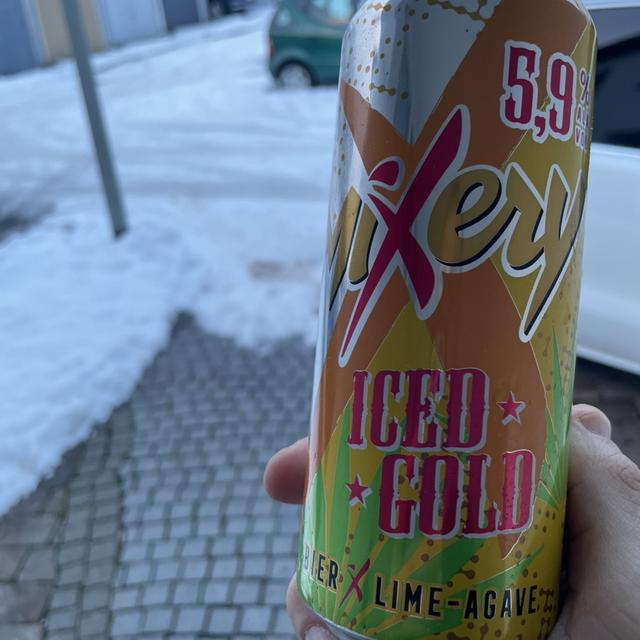 5,9%
mixery
ICED
GOLD
BIER X LIME-AGAVE